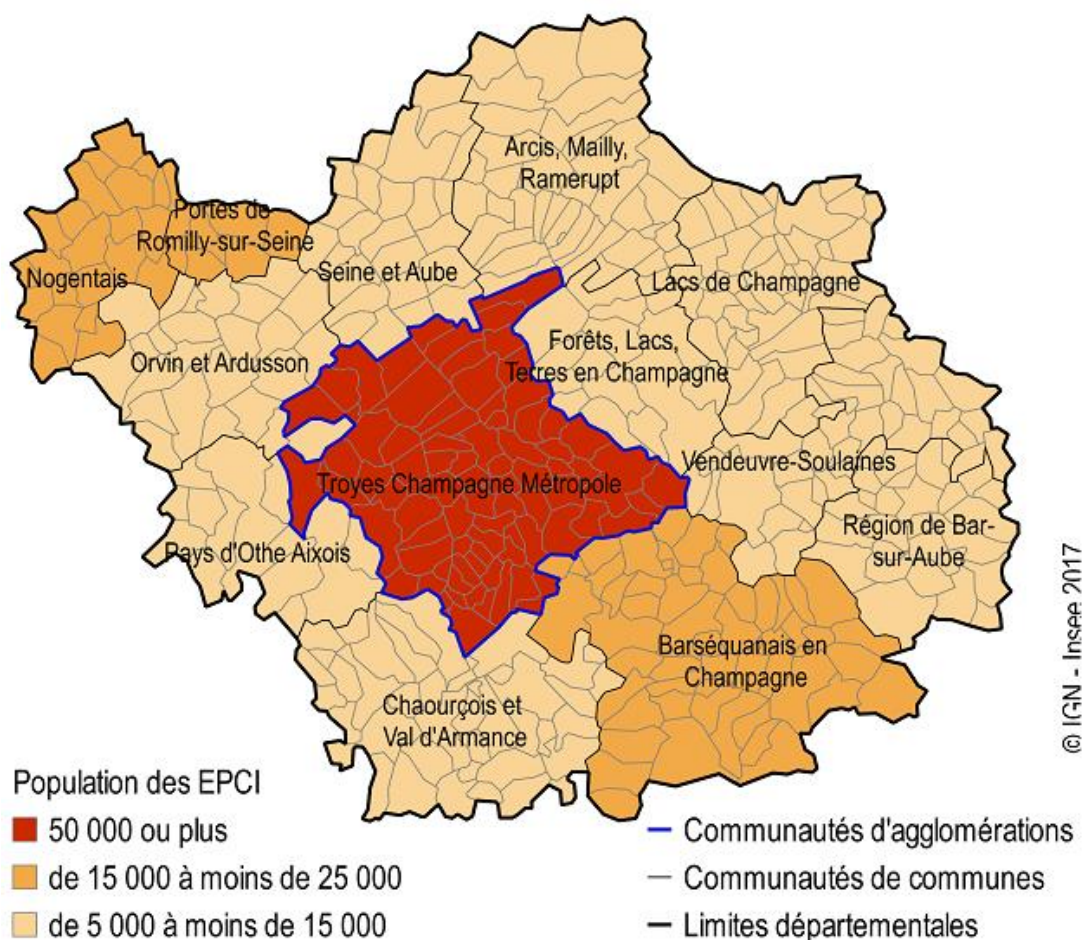 Arcis, Mailly,
Ramerupt
Portes de
Romilly-sur-Seine
Nogentais
Seine et Aube
Lacs de Champagne
Orvin et Ardusson
Forêts, Lacs,
Terres en Champagne
Vendeuvre-Soulaines
Troyes Champagne Métropole
Région de Bar-
sur-Aube
Pays d'Othe Aixois
Barséquanais en
Champagne
Chaourçois et
Val d'Armance
© IGN - Insee 2017
Population des EPCI
50 000 ou plus
de 15 000 à moins de 25 000
de 5 000 à moins de 15 000
Communautés d'agglomérations
Communautés de communes
Limites départementales